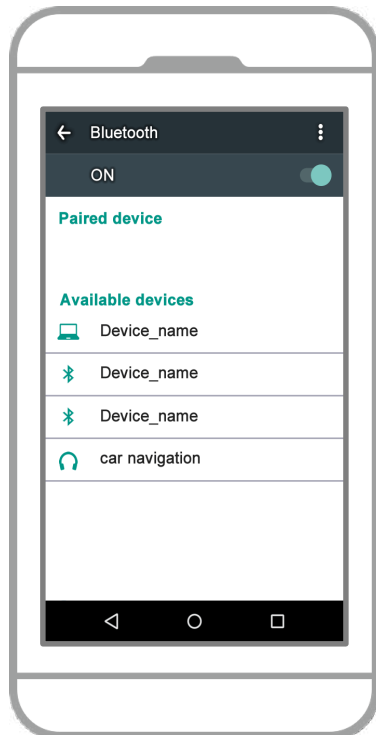 Bluetooth
ON
Paired device
Available devices
Device_name
Device_name
Device_name
car navigation